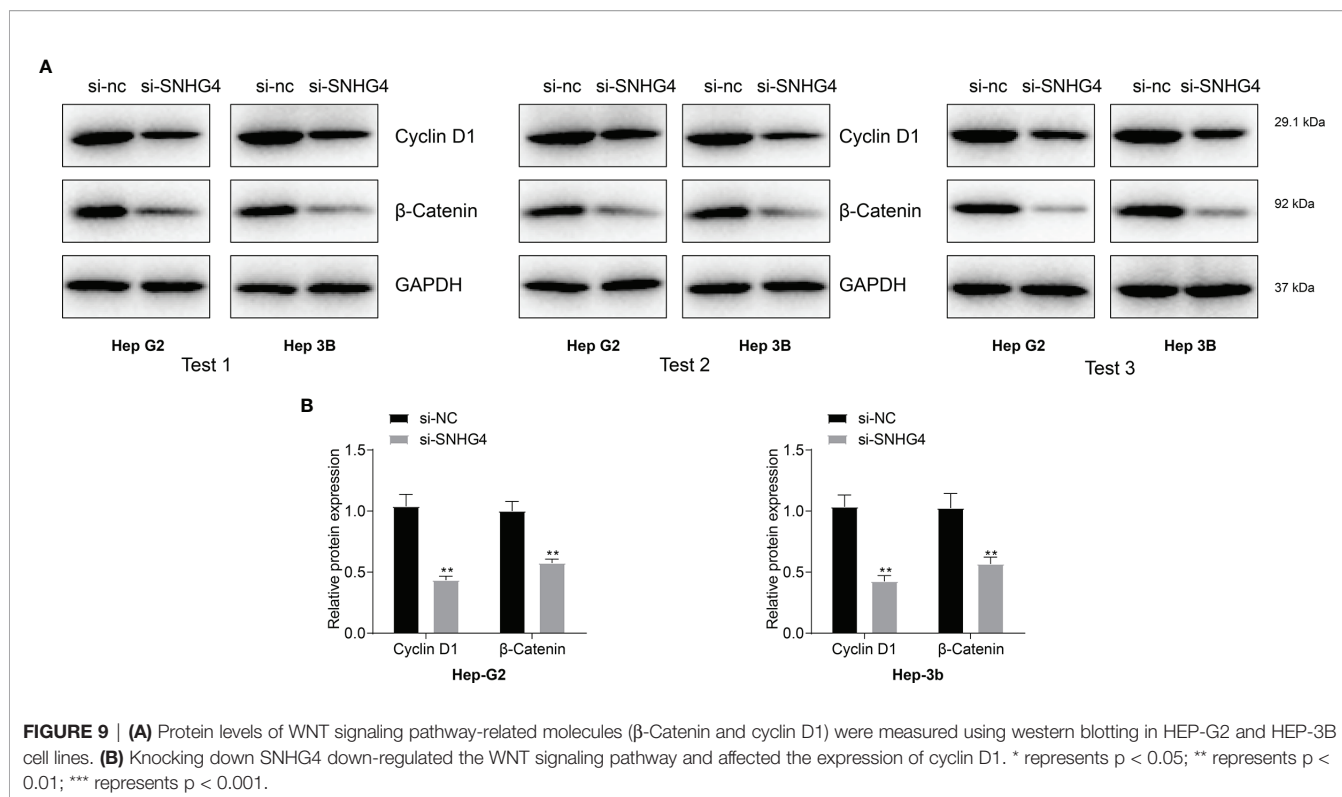 A
si-nc si-SNHG4 si-nc si-SNHG4 si-nc si-SNHG4 si-nc si-SNHG4 si-nc si-SNHG4 si-nc si-SNHG4
Cyclin D1 Cyclin D1 29.1 kDa
β-Catenin β-Catenin 92 kDa
GAPDH GAPDH 37 kDa
Hep G2 Hep 3B Hep G2 Hep 3B Hep G2 Hep 3B
Test 1 Test 2 Test 3
B
si-NC
si-SNHG4
Relative protein expression
1.5
1.0
0.5
0.0
**
**
Cyclin D1 β-Catenin
Hep-G2
si-NC
si-SNHG4
Relative protein expression
1.5
1.0
0.5
0.0
**
**
Cyclin D1 β-Catenin
Hep-3b
FIGURE 9 | (A) Protein levels of WNT signaling pathway-related molecules (β-Catenin and cyclin D1) were measured using western blotting in HEP-G2 and HEP-3B
cell lines. (B) Knocking down SNHG4 down-regulated the WNT signaling pathway and affected the expression of cyclin D1. * represents p < 0.05; ** represents p <
0.01; *** represents p < 0.001.